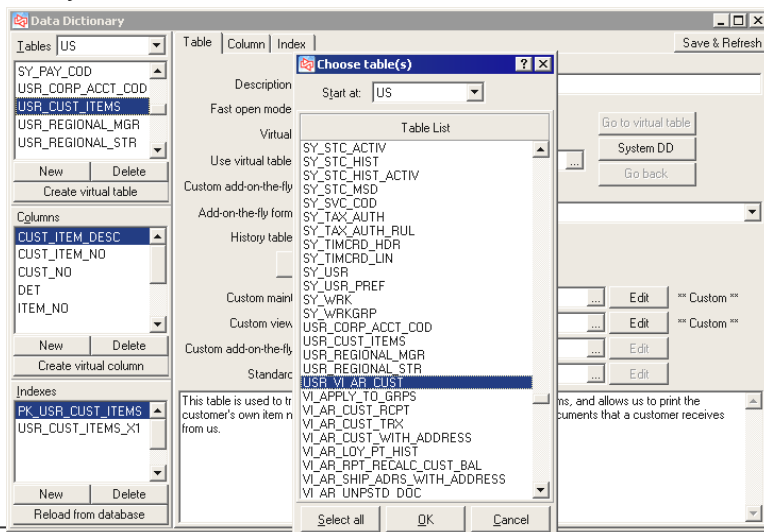 Data Dictionary
Tables US
SY_PAY_COD
USR_CORP_ACCT_COD
USR_CUST_ITEMS
USR_REGIONAL_MGR
USR_REGIONAL_STR
New Delete
Create virtual table
Columns
CUST_ITEM_DESC
CUST_ITEM_NO
CUST_NO
DET
ITEM_NO
New Delete
Create virtual column
Indexes
PK_USR_CUST_ITEMS
USR_CUST_ITEMS_X1
New Delete
Reload from database
Table Column Index
Save & Refresh
Description
Fast open mode
Virtual
Use virtual table
Custom add-on-the-fly
Add-on-the-fly form
History table
Custom maint
Custom view
Custom add-on-the-fly
Standard
This table is used to tr
customer's own item n
from us.
Choose table(s)
Start at: US
Table List
SY_STC_ACTIV
SY_STC_HIST
SY_STC_HIST_ACTIV
SY_STC_MSD
SY_SVC_COD
SY_TAX_AUTH
SY_TAX_AUTH_RUL
SY_TIMCRD_HDR
SY_TIMCRD_LIN
SY_USR
SY_USR_PREF
SY_WRK
SY_WRKGRP
USR_CORP_ACCT_COD
USR_CUST_ITEMS
USR_REGIONAL_MGR
USR_REGIONAL_STR
USR_VI_AR_CUST
VI_APPLY_TO_GRPS
VI_AR_CUST_RCPT
VI_AR_CUST_TRX
VI_AR_CUST_WITH_ADDRESS
VI_AR_LOY_PT_HIST
VI_AR_RPT_RECALC_CUST_BAL
VI_AR_SHIP_ADRS_WITH_ADDRESS
VI_AR_UNPSTD_DOC
Select all OK Cancel
Go to virtual table
... System DD
Go back
... Edit ** Custom **
... Edit ** Custom **
... Edit
... Edit
ms, and allows us to print the
cuments that a customer receives